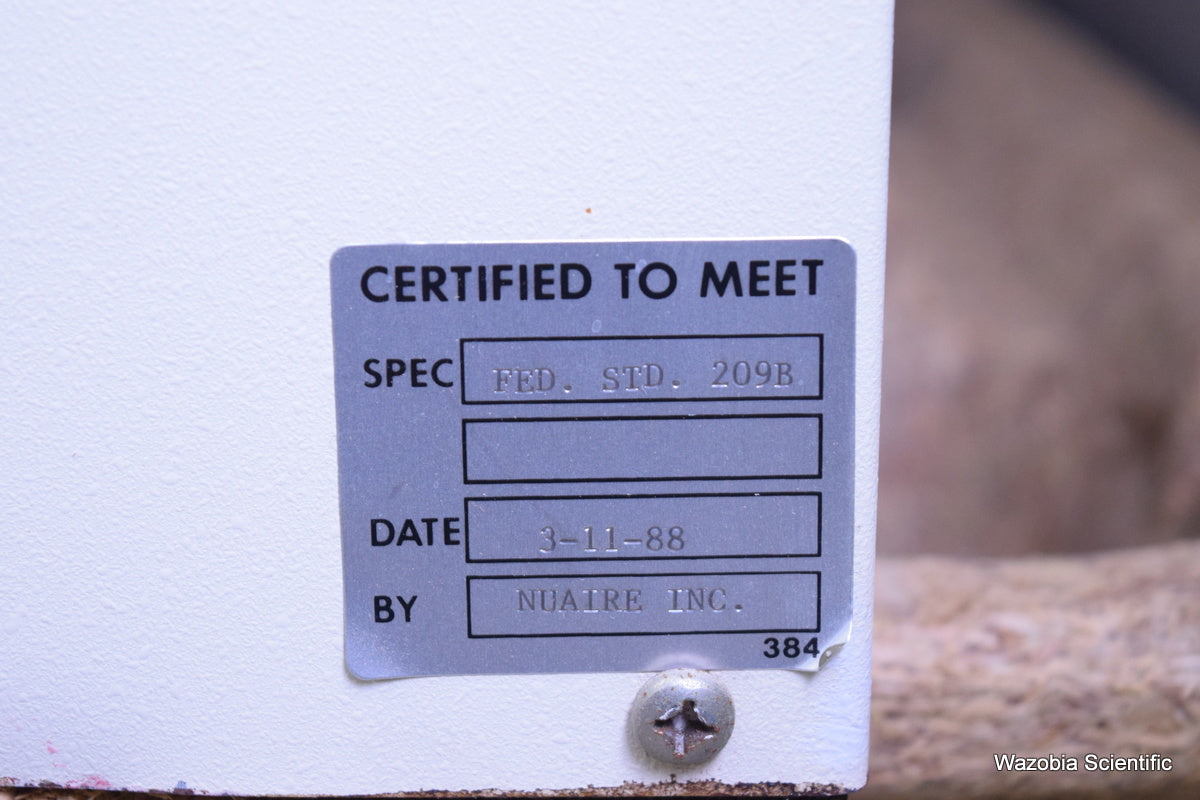 CERTIFIED TO MEET
SPEC FED. STD. 209B
DATE 3-11-88
BY NUAIRE INC.
384
Wazobia Scientific